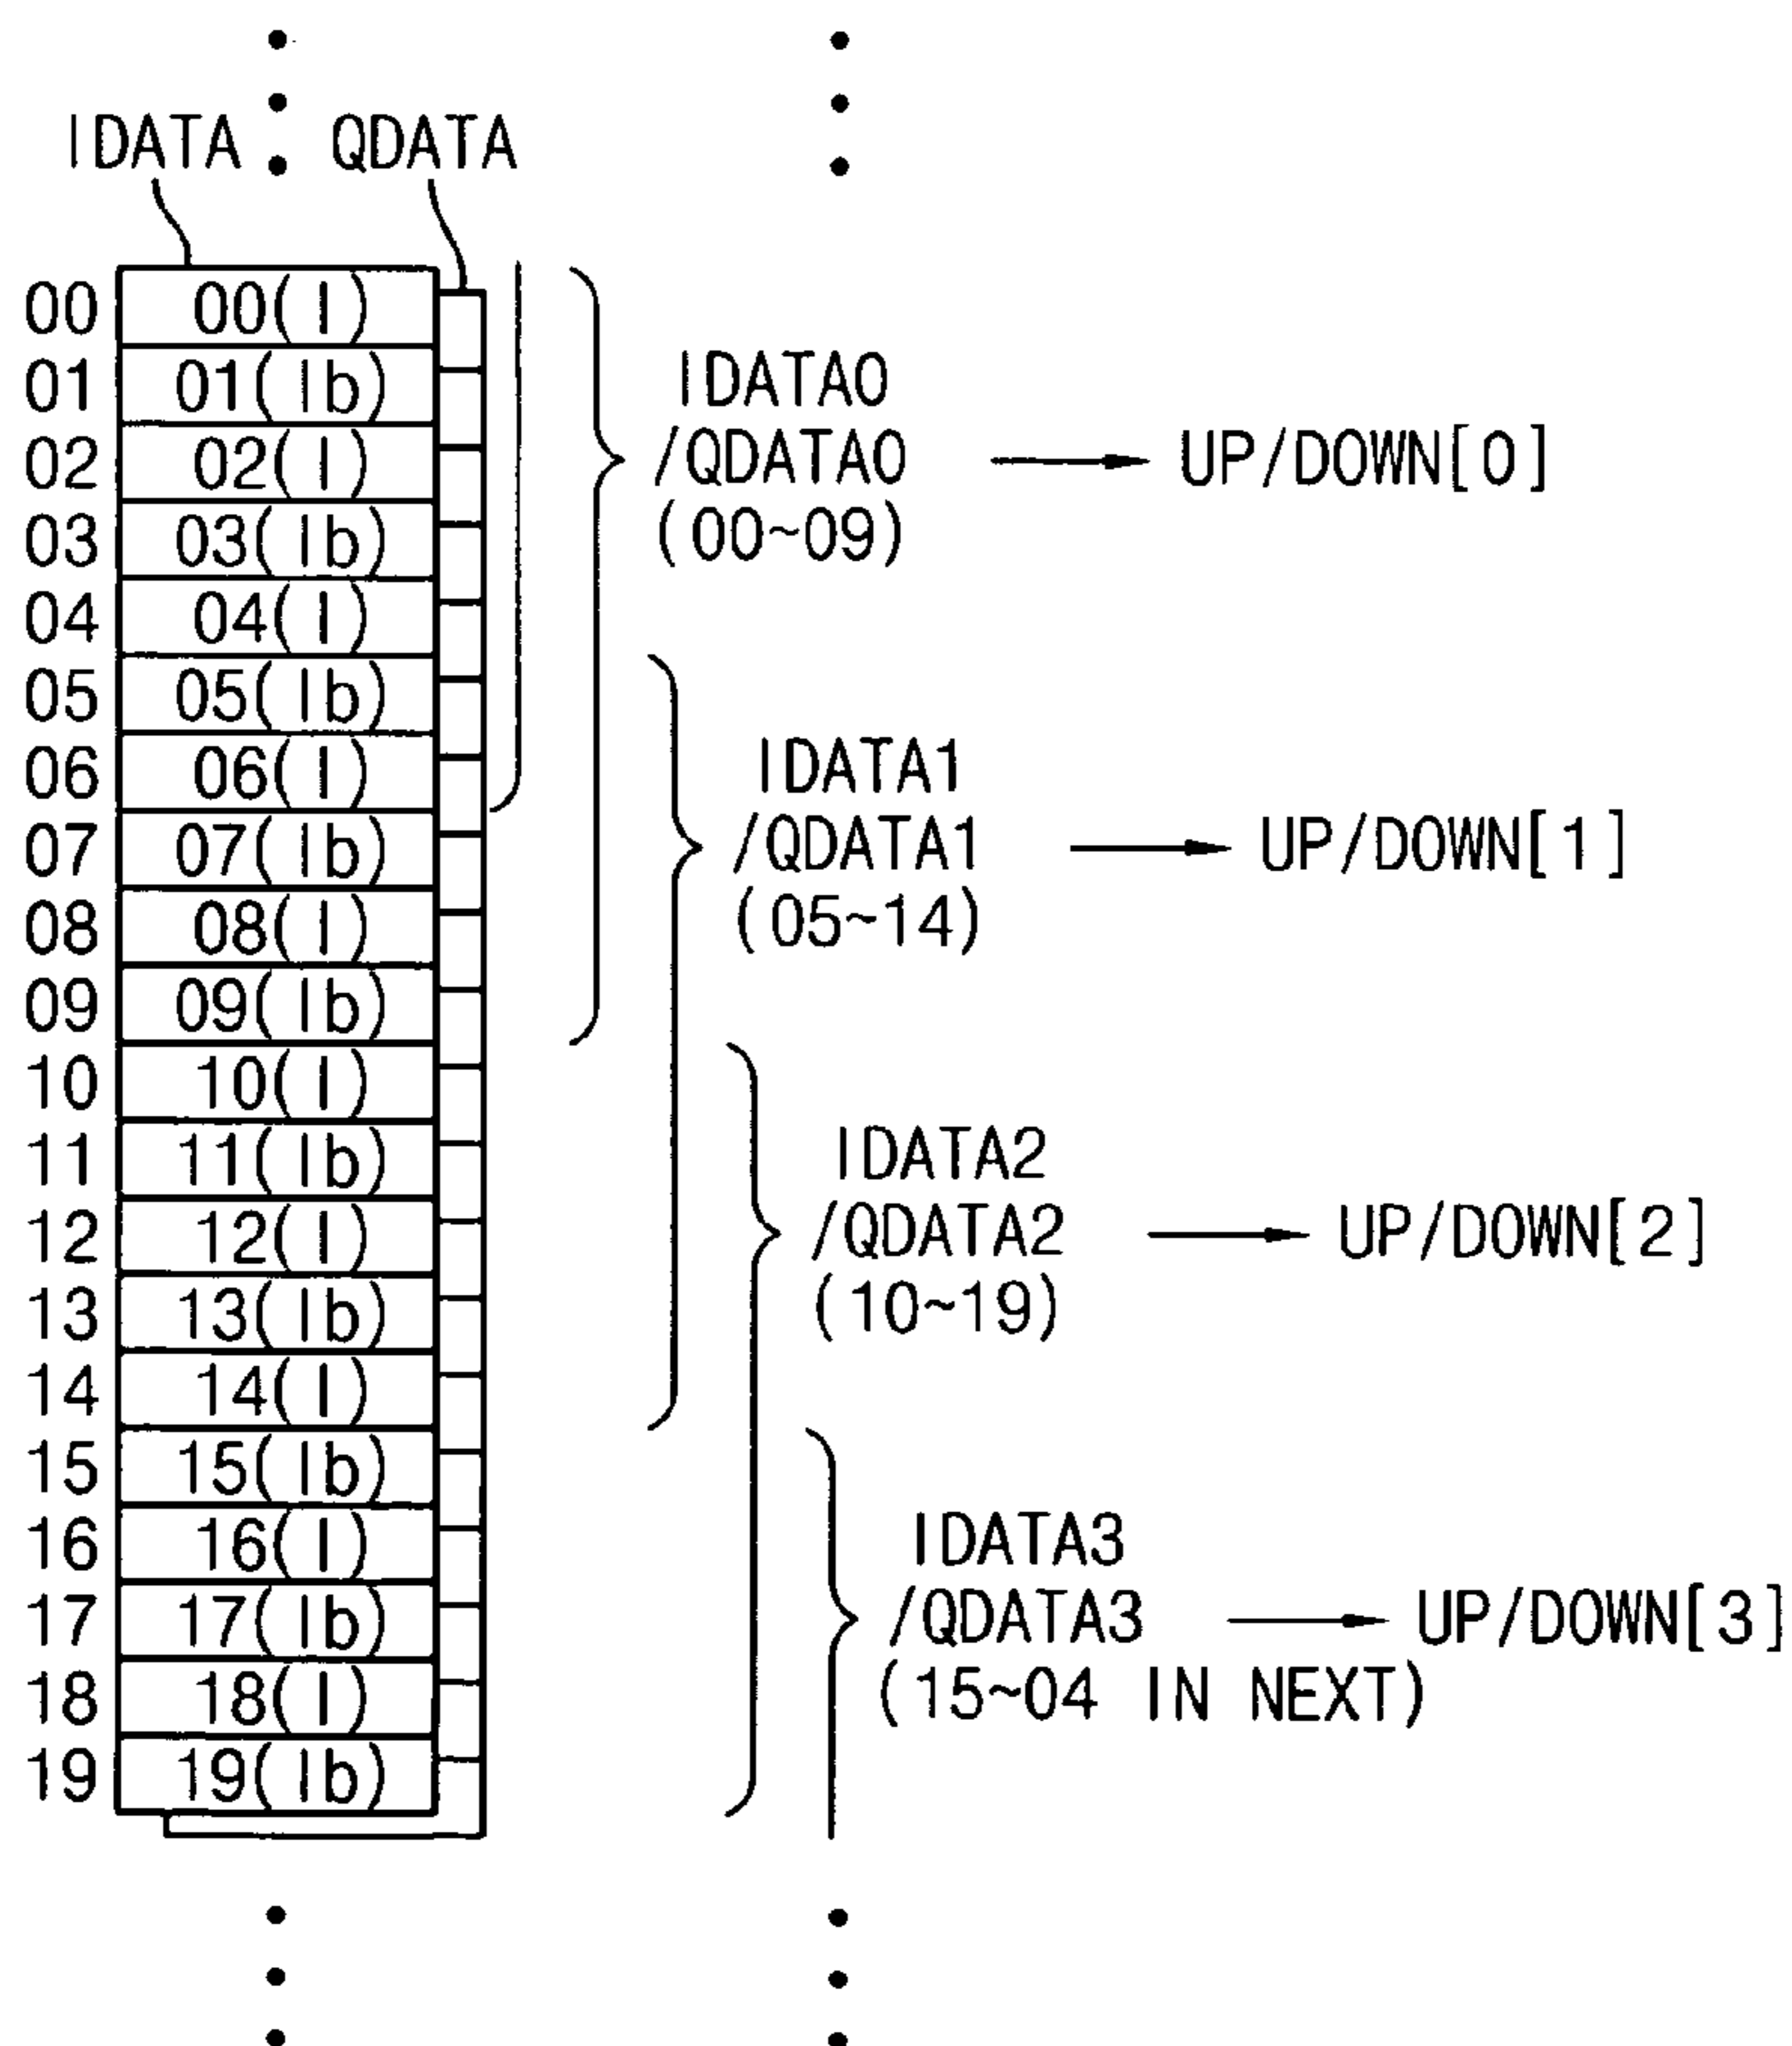 IDATA QDATA
00 00(I)
01 01(Ib)
02 02(I)
03 03(Ib)
04 04(I)
05 05(Ib)
06 06(I)
07 07(Ib)
08 08(I)
09 09(Ib)
10 10(I)
11 11(Ib)
12 12(I)
13 13(Ib)
14 14(I)
15 15(Ib)
16 16(I)
17 17(Ib)
18 18(I)
19 19(Ib)
IDATA0
/QDATA0
(00~09)
UP/DOWN[0]
IDATA1
/QDATA1
(05~14)
UP/DOWN[1]
IDATA2
/QDATA2
(10~19)
UP/DOWN[2]
IDATA3
/QDATA3
(15~04 IN NEXT)
UP/DOWN[3]